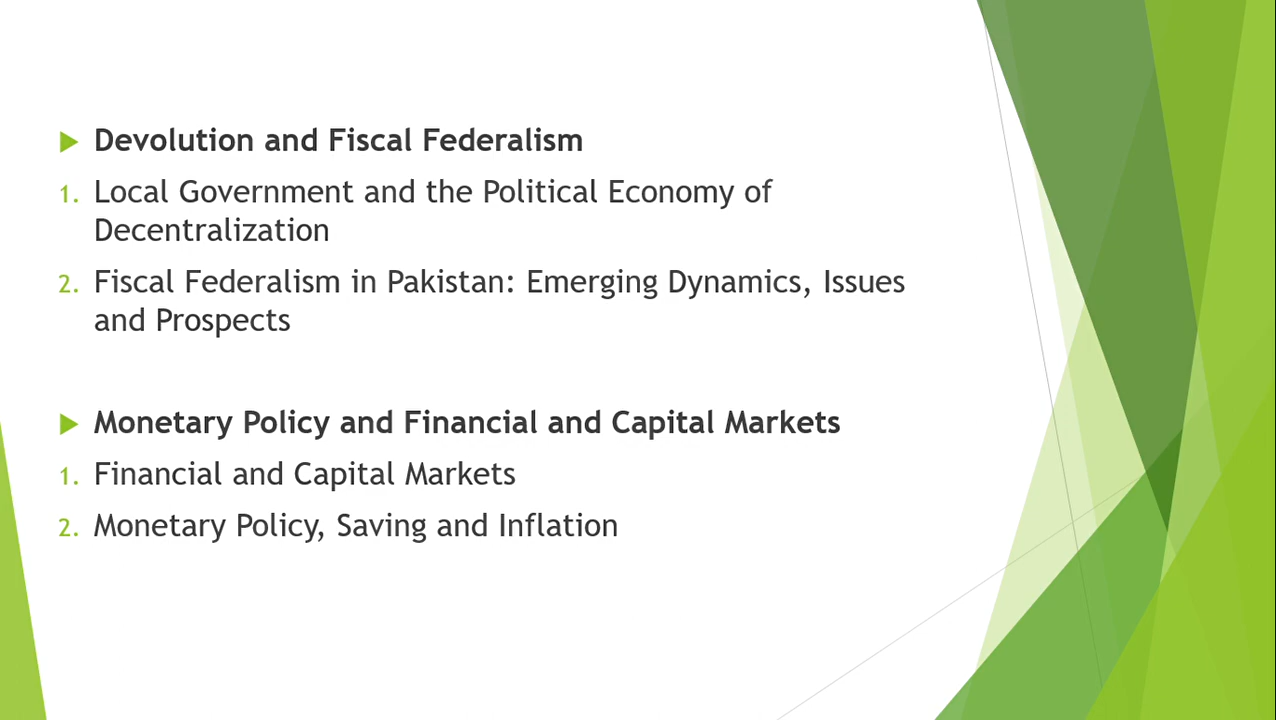 Devolution and Fiscal Federalism
1. Local Government and the Political Economy of
Decentralization
2. Fiscal Federalism in Pakistan: Emerging Dynamics, Issues
and Prospects
Monetary Policy and Financial and Capital Markets
1. Financial and Capital Markets
2. Monetary Policy, Saving and Inflation